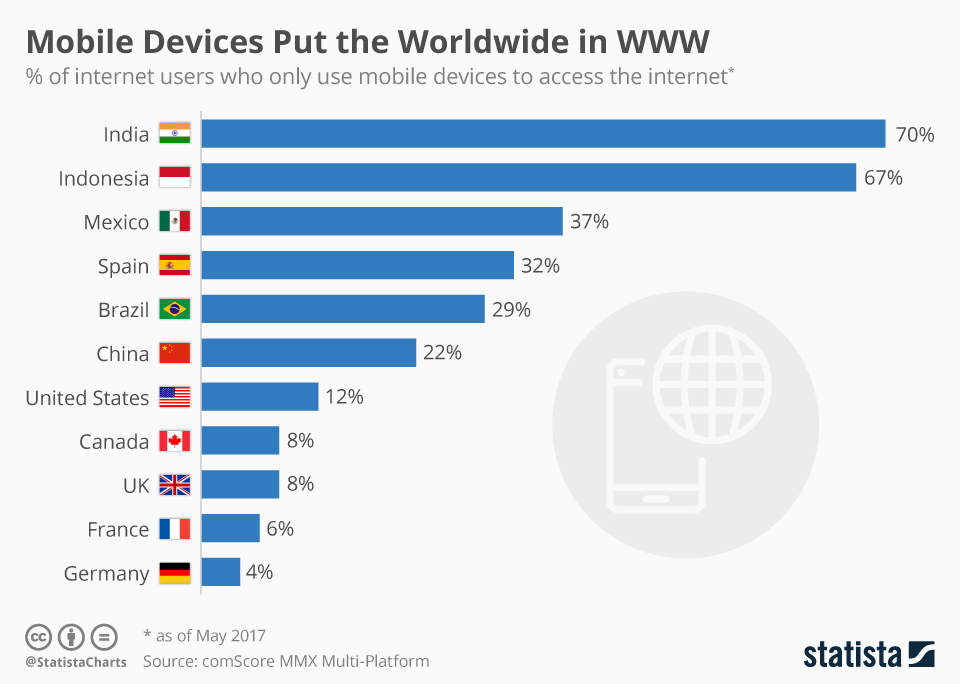 Mobile Devices Put the Worldwide in WWW
% of internet users who only use mobile devices to access the internet*
India 70%
Indonesia 67%
Mexico 37%
Spain 32%
Brazil 29%
China 22%
United States 12%
Canada 8%
UK 8%
France 6%
Germany 4%
cc
@StatistaCharts
* as of May 2017
Source: comScore MMX Multi-Platform
statista